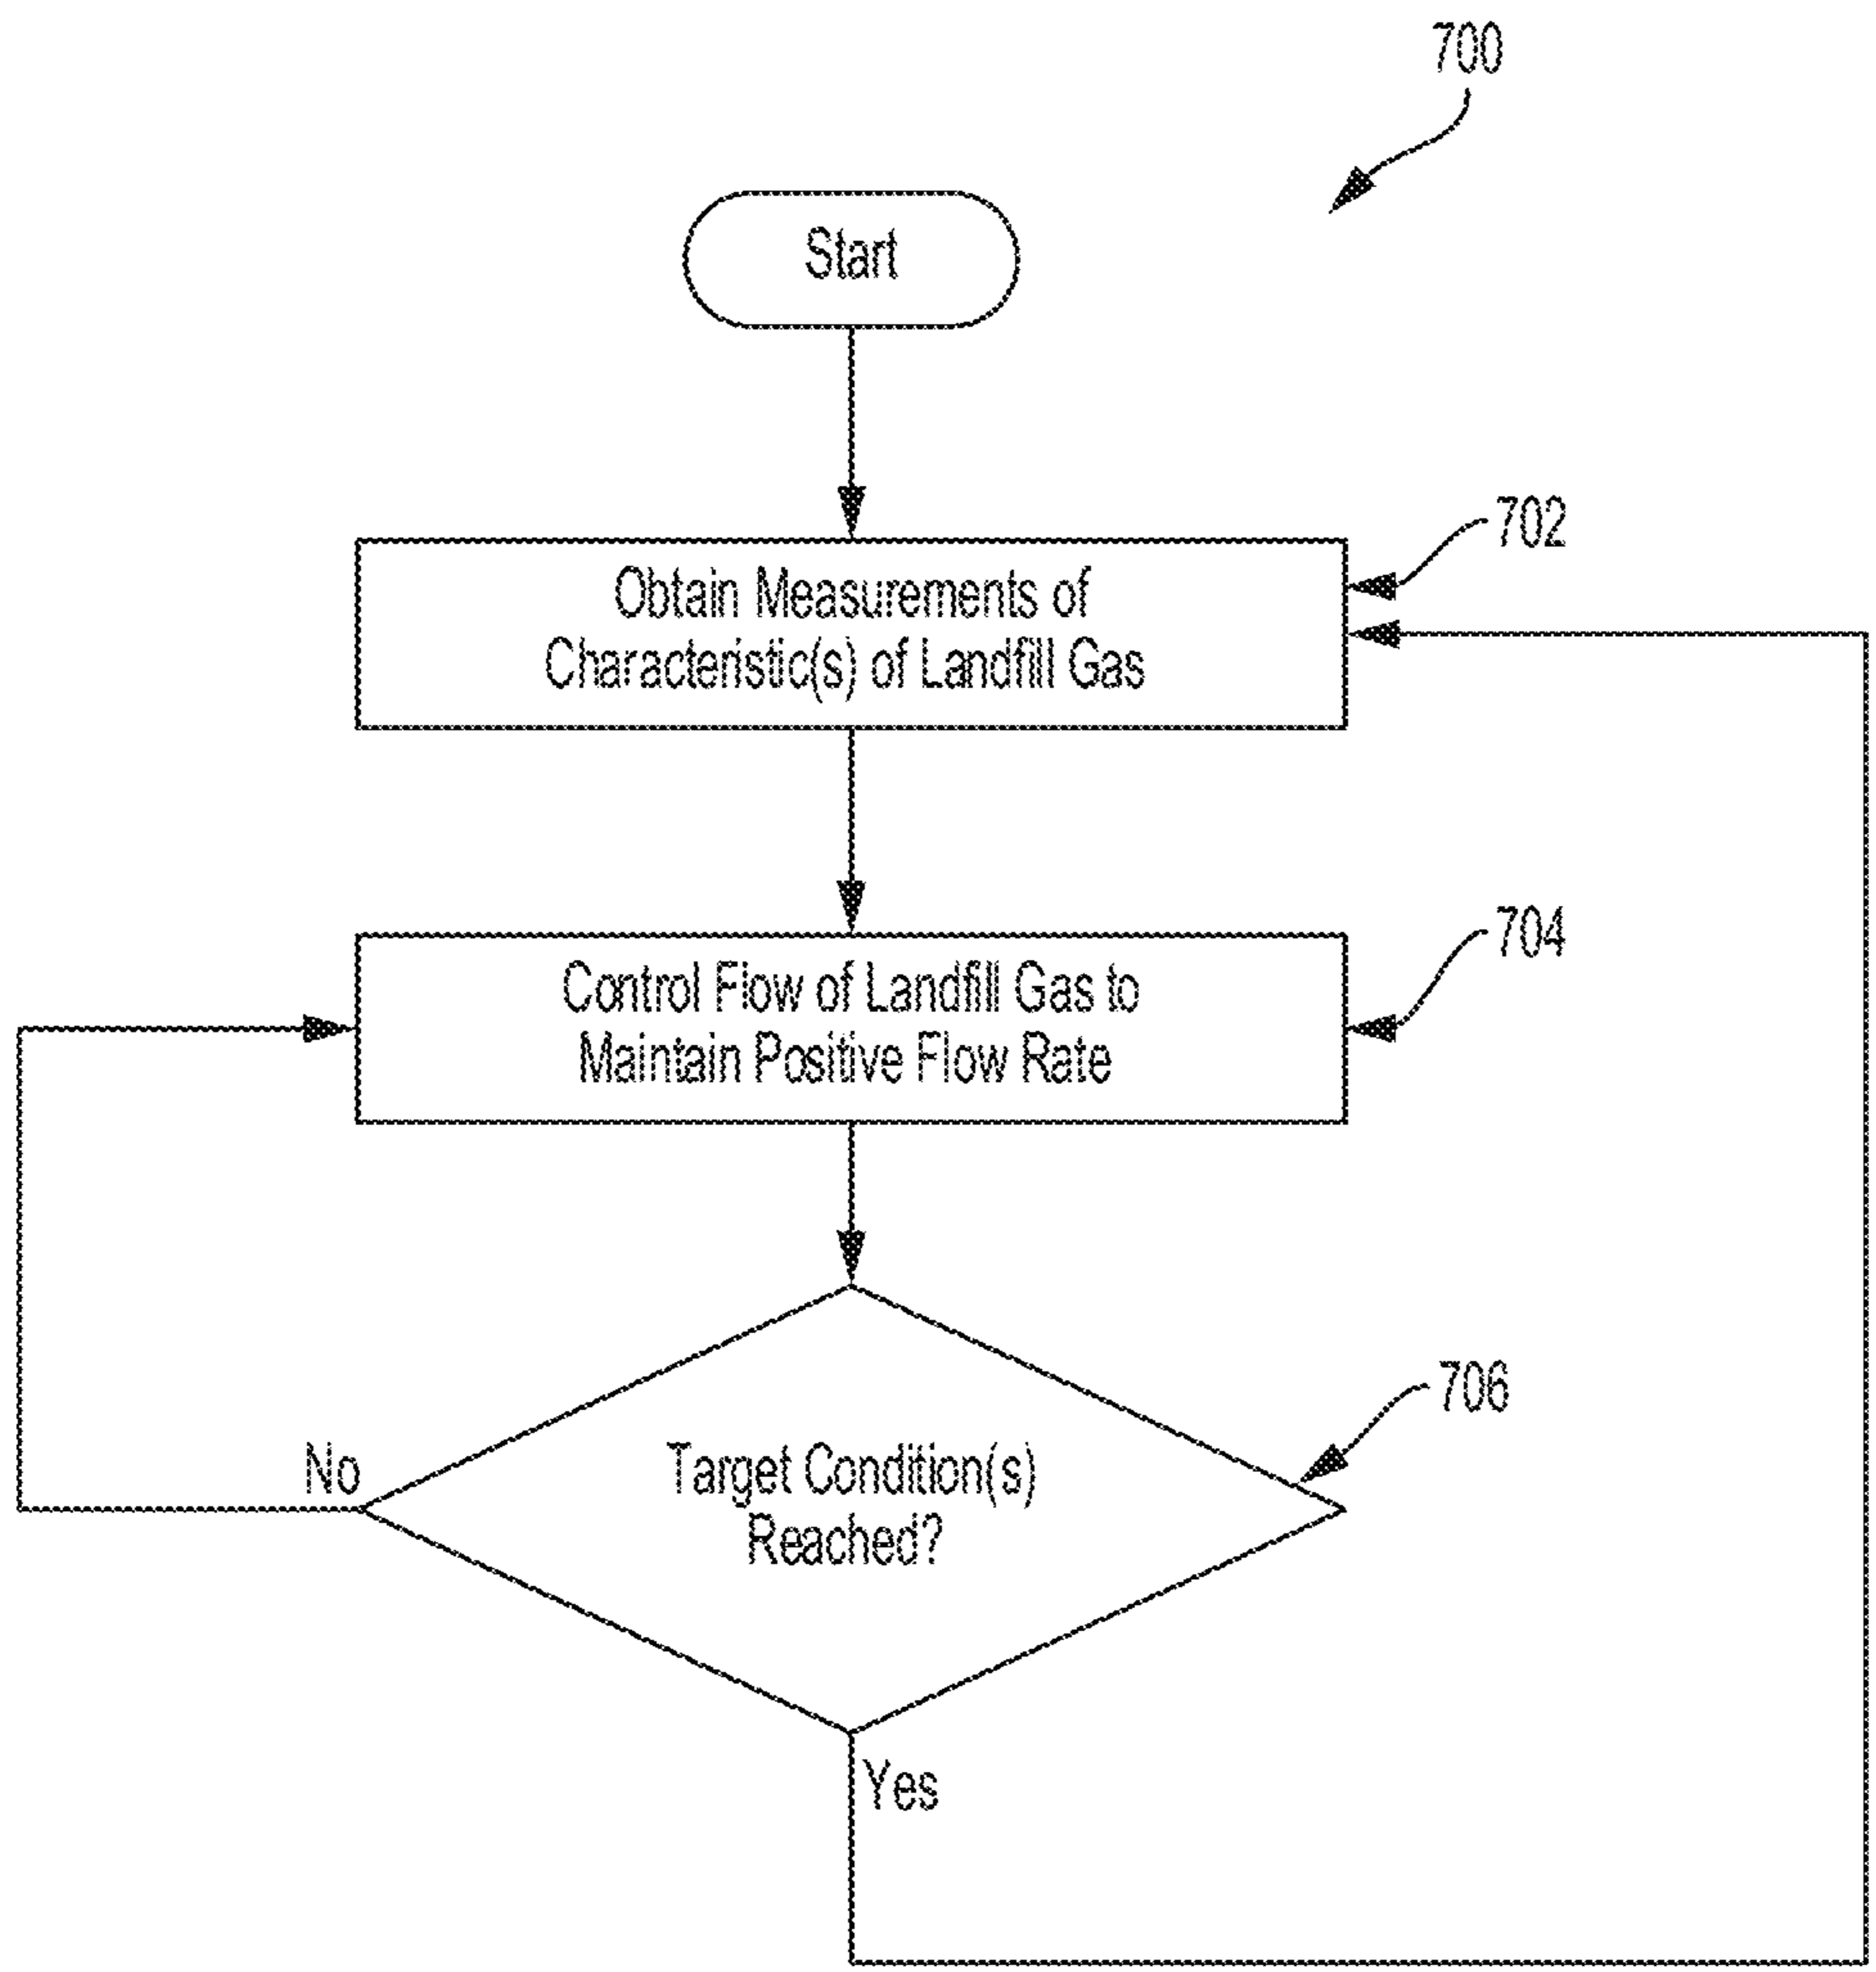 700
Start
702
Obtain Measurements of
Characteristic(s) of Landfill Gas
704
Control Flow of Landfill Gas to
Maintain Positive Flow Rate
706
No
Target Condition(s)
Reached?
Yes